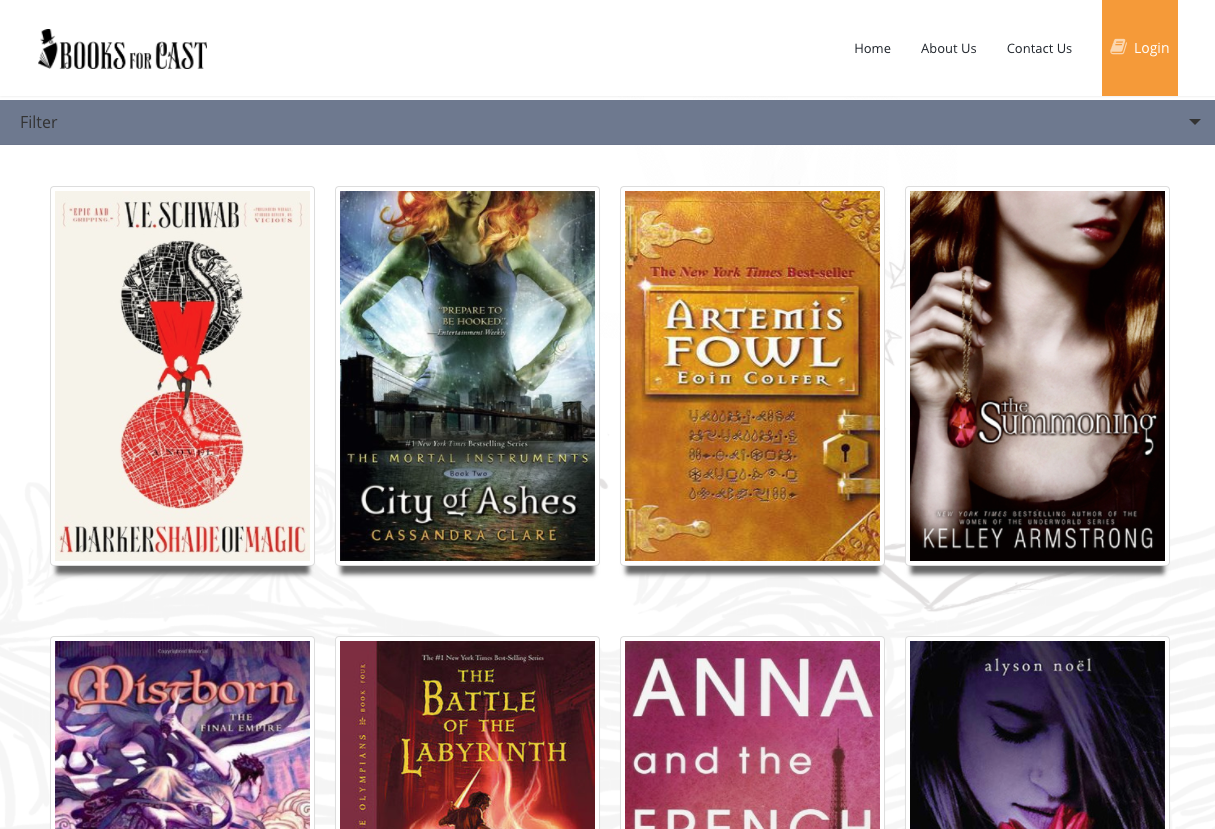 BOOKS FOR CAST
Home
About Us
Contact Us
Login
Filter
"EPIC AND
GRIPPING."
V.E.SCHWAB
VICIOUS
A NOVEL
A DARKER SHADE OF MAGIC
"PREPARE TO
BE HOOKED."
—Entertainment Weekly
#1 New York Times Bestselling Series
THE MORTAL INSTRUMENTS
Book Two
City of Ashes
CASSANDRA CLARE
The New York Times Best-seller
ARTEMIS
FOWL
EOIN COLFER
the
Summoning
NEW YORK TIMES BESTSELLING AUTHOR OF THE
WOMEN OF THE UNDERWORLD SERIES
KELLEY ARMSTRONG
Copyrighted Material
Mistborn
THE
FINAL EMPIRE
E OLYMPIANS BOOK FOUR
The #1 New York Times Best-Selling Series
THE
BATTLE
OF THE
LABYRINTH
ANNA
and the
FRENCH
alyson noël